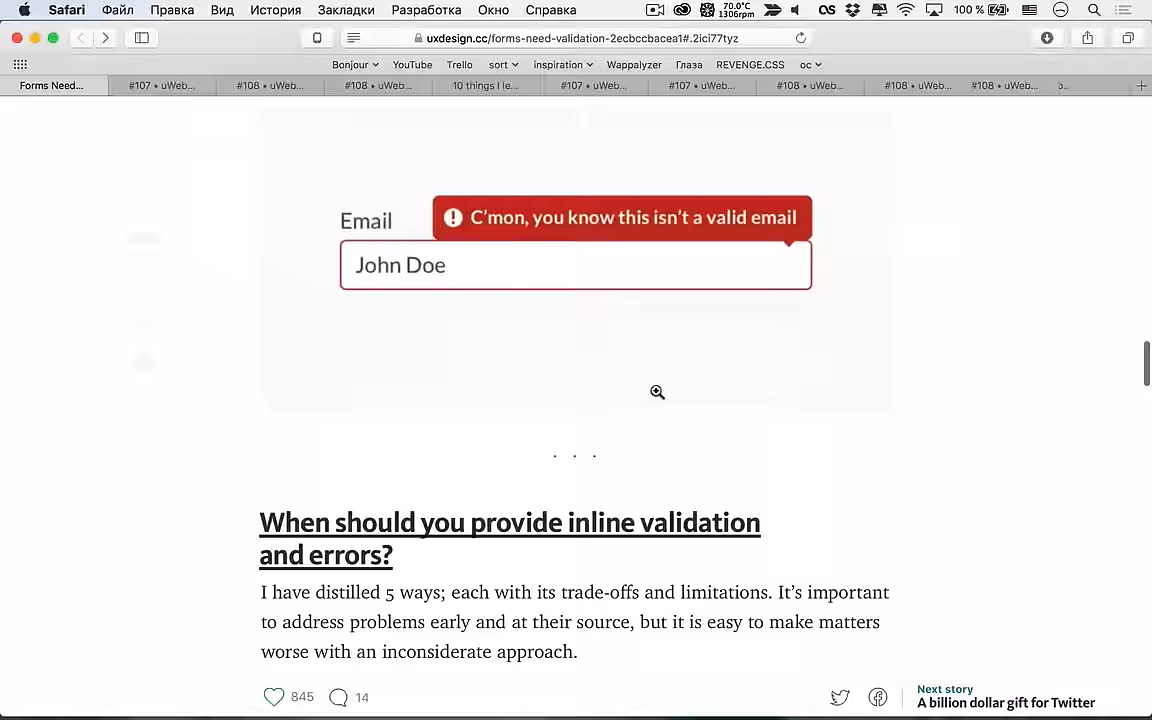 Safari Файл Правка Вид История Закладки Разработка Окно Справка 70.0°C 1306rpm 100 %
uxdesign.cc/forms-need-validation-2ecbccbacea1#.2ici77tyz
Bonjour YouTube Trello sort inspiration Wappalyzer Глаза REVENGE.CSS ос
Forms Need... #107 • uWeb... #108 • uWeb... #108 • uWeb... 10 things I le... #107 • uWeb... #107 • uWeb... #108 • uWeb... #108 • uWeb... #108 • uWeb...
C'mon, you know this isn't a valid email
Email
John Doe
. . .
When should you provide inline validation
and errors?
I have distilled 5 ways; each with its trade-offs and limitations. It's important
to address problems early and at their source, but it is easy to make matters
worse with an inconsiderate approach.
845 14
Next story
A billion dollar gift for Twitter